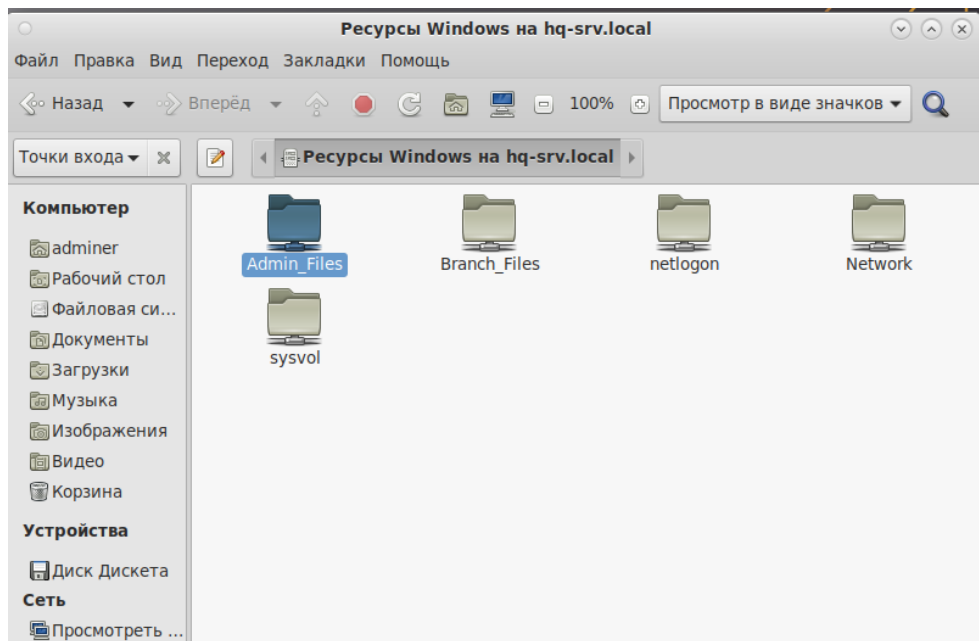 Ресурсы Windows на hq-srv.local
Файл Правка Вид Переход Закладки Помощь
Назад Вперёд 100% Просмотр в виде значков
Точки входа Ресурсы Windows на hq-srv.local
Компьютер
adminer
Рабочий стол
Файловая си...
Документы
Загрузки
Музыка
Изображения
Видео
Корзина
Устройства
Диск Дискета
Сеть
Просмотреть ...
Admin_Files Branch_Files netlogon Network
sysvol